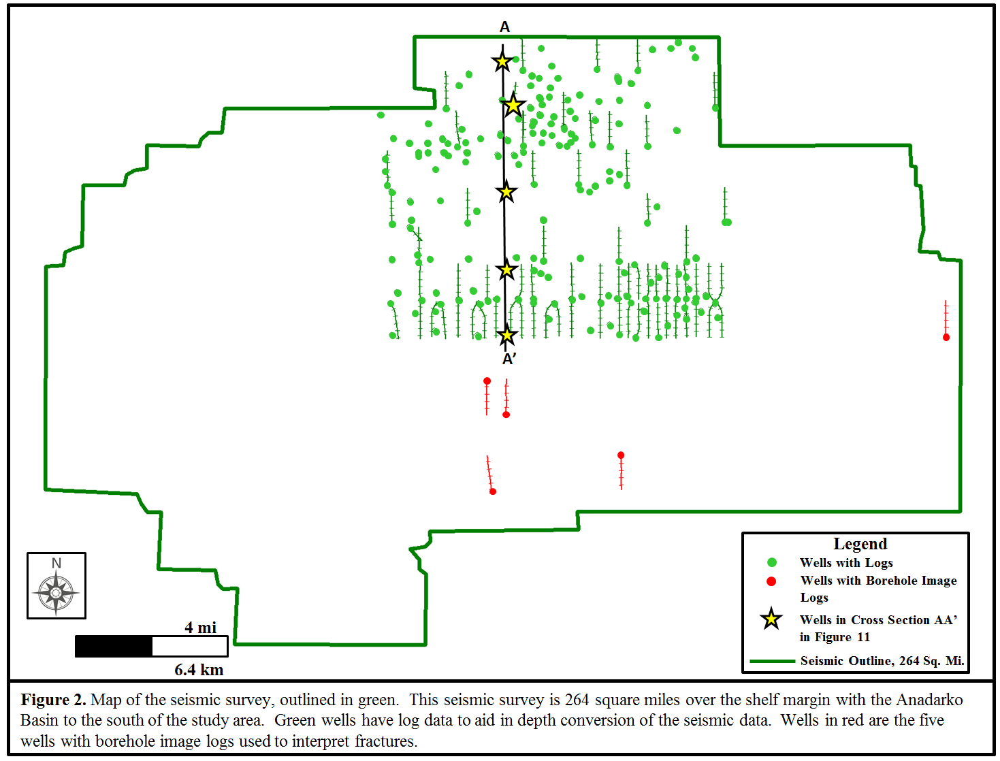 A
A’
N
4 mi
6.4 km
Legend
Wells with Logs
Wells with Borehole Image
Logs
Wells in Cross Section AA’
in Figure 11
Seismic Outline, 264 Sq. Mi.
Figure 2. Map of the seismic survey, outlined in green. This seismic survey is 264 square miles over the shelf margin with the Anadarko
Basin to the south of the study area. Green wells have log data to aid in depth conversion of the seismic data. Wells in red are the five
wells with borehole image logs used to interpret fractures.